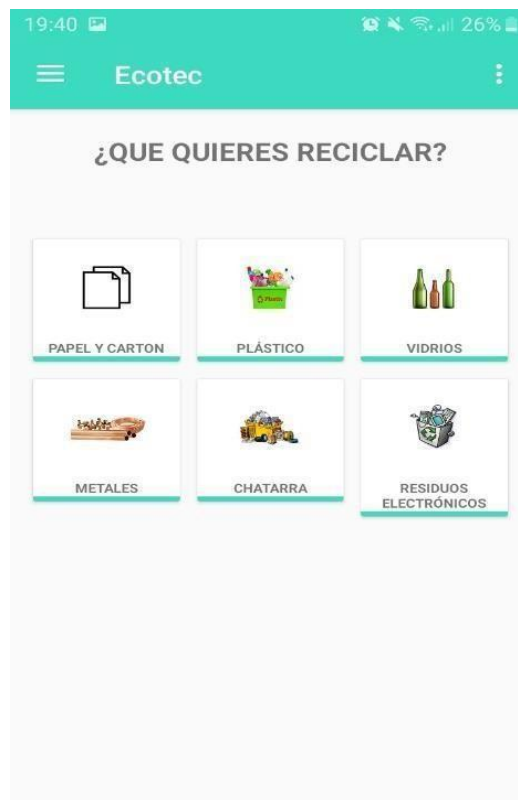 19:40 26%
Ecotec
¿QUE QUIERES RECICLAR?
PAPEL Y CARTON
PLÁSTICO
VIDRIOS
METALES
CHATARRA
RESIDUOS
ELECTRÓNICOS